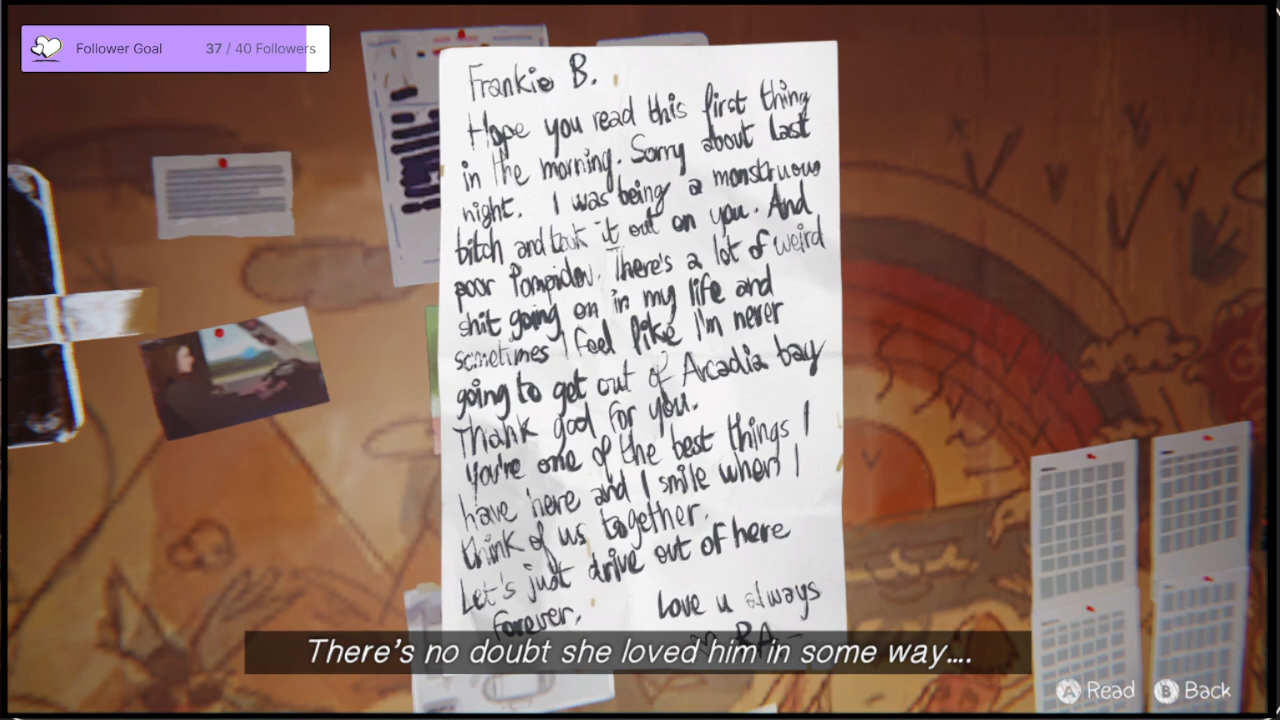 Follower Goal 37 / 40 Followers
Frankie B.
Hope you read this first thing
in the morning. Sorry about last
night. I was being a monstruous
bitch and took it out on you. And
poor Pompidou. There's a lot of weird
shit going on in my life and
sometimes I feel like I'm never
going to get out of Arcadia bay
Thank god for you.
You're one of the best things I
have here and I smile when I
think of us together.
Let's just drive out of here
forever.
Love u always
RA
There's no doubt she loved him in some way....
A Read B Back